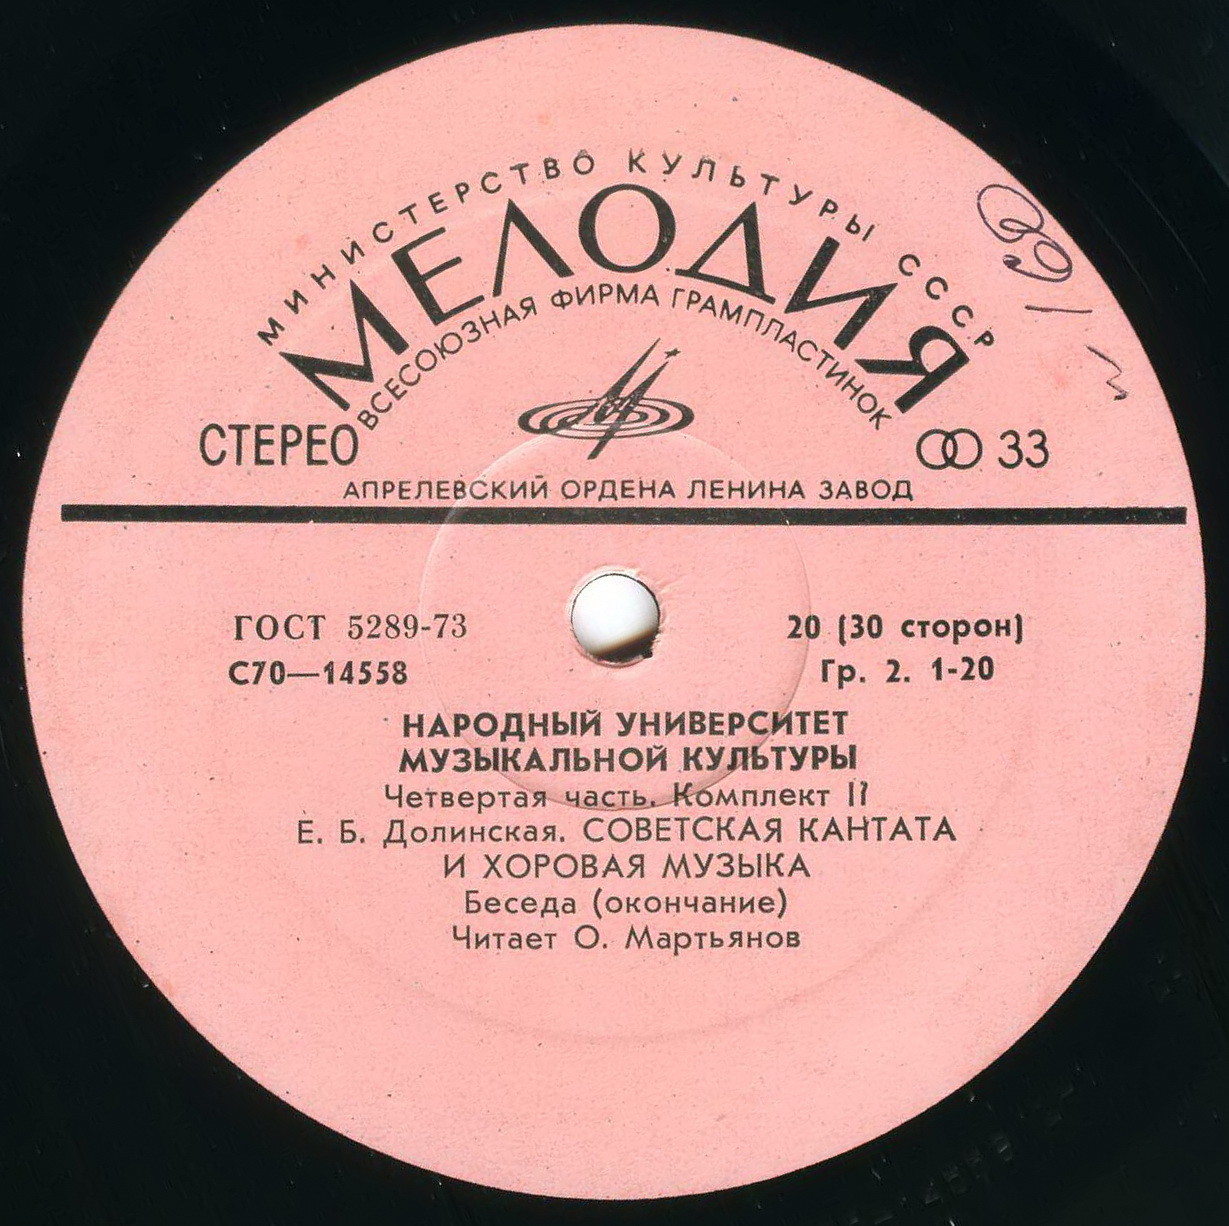 МИНИСТЕРСТВО КУЛЬТУРЫ СССР
МЕЛОДИЯ
ВСЕСОЮЗНАЯ ФИРМА ГРАМПЛАСТИНОК
СТЕРЕО
33
АПРЕЛЕВСКИЙ ОРДЕНА ЛЕНИНА ЗАВОД
ГОСТ 5289-73
20 (30 сторон)
С70—14558
Гр. 2. 1-20
НАРОДНЫЙ УНИВЕРСИТЕТ
МУЗЫКАЛЬНОЙ КУЛЬТУРЫ
Четвертая часть. Комплект II
Е. Б. Долинская. СОВЕТСКАЯ КАНТАТА
И ХОРОВАЯ МУЗЫКА
Беседа (окончание)
Читает О. Мартьянов